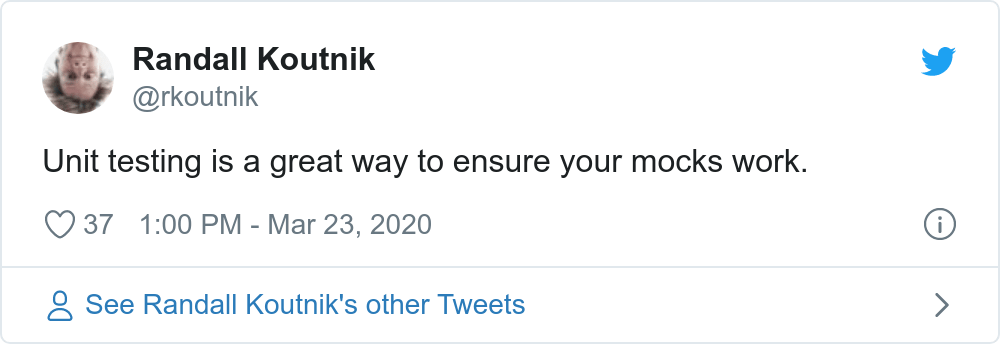 Randall Koutnik
@rkoutnik
Unit testing is a great way to ensure your mocks work.
37 1:00 PM - Mar 23, 2020
See Randall Koutnik's other Tweets